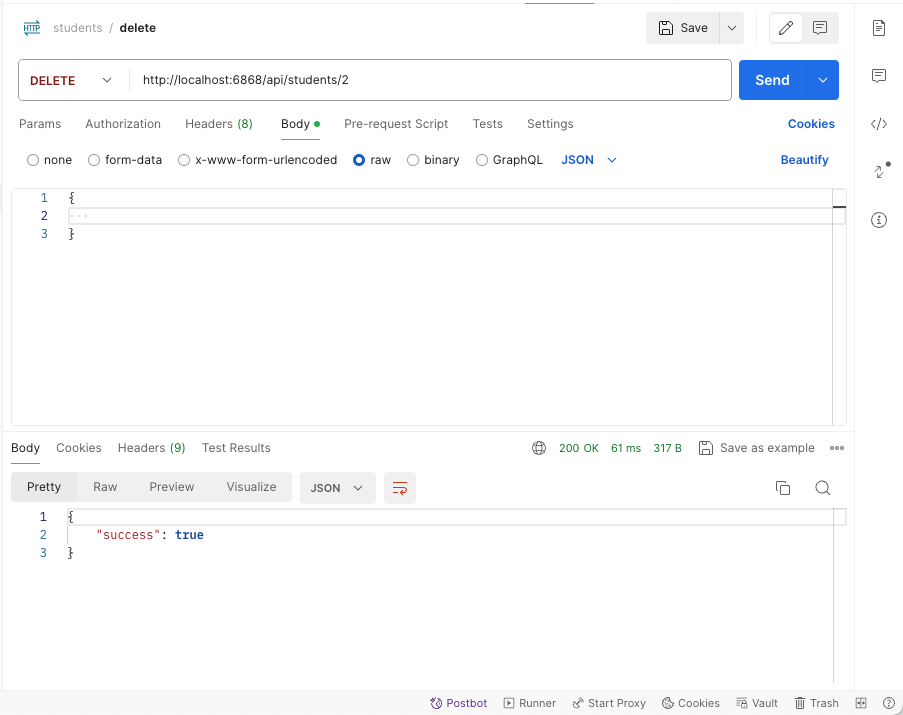 HTTP students / delete Save
DELETE http://localhost:6868/api/students/2 Send
Params Authorization Headers (8) Body Pre-request Script Tests Settings Cookies
none form-data x-www-form-urlencoded raw binary GraphQL JSON Beautify
1 {
2 ...
3 }
Body Cookies Headers (9) Test Results 200 OK 61 ms 317 B Save as example
Pretty Raw Preview Visualize JSON
1 {
2 "success": true
3 }
Postbot Runner Start Proxy Cookies Vault Trash